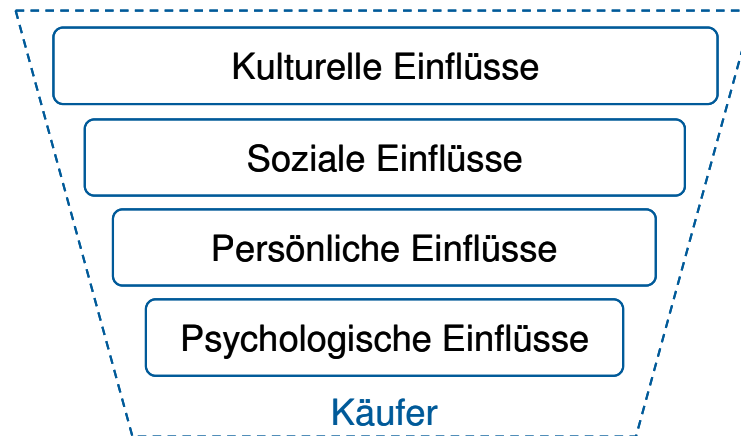 Kulturelle Einflüsse
Soziale Einflüsse
Persönliche Einflüsse
Psychologische Einflüsse
Käufer